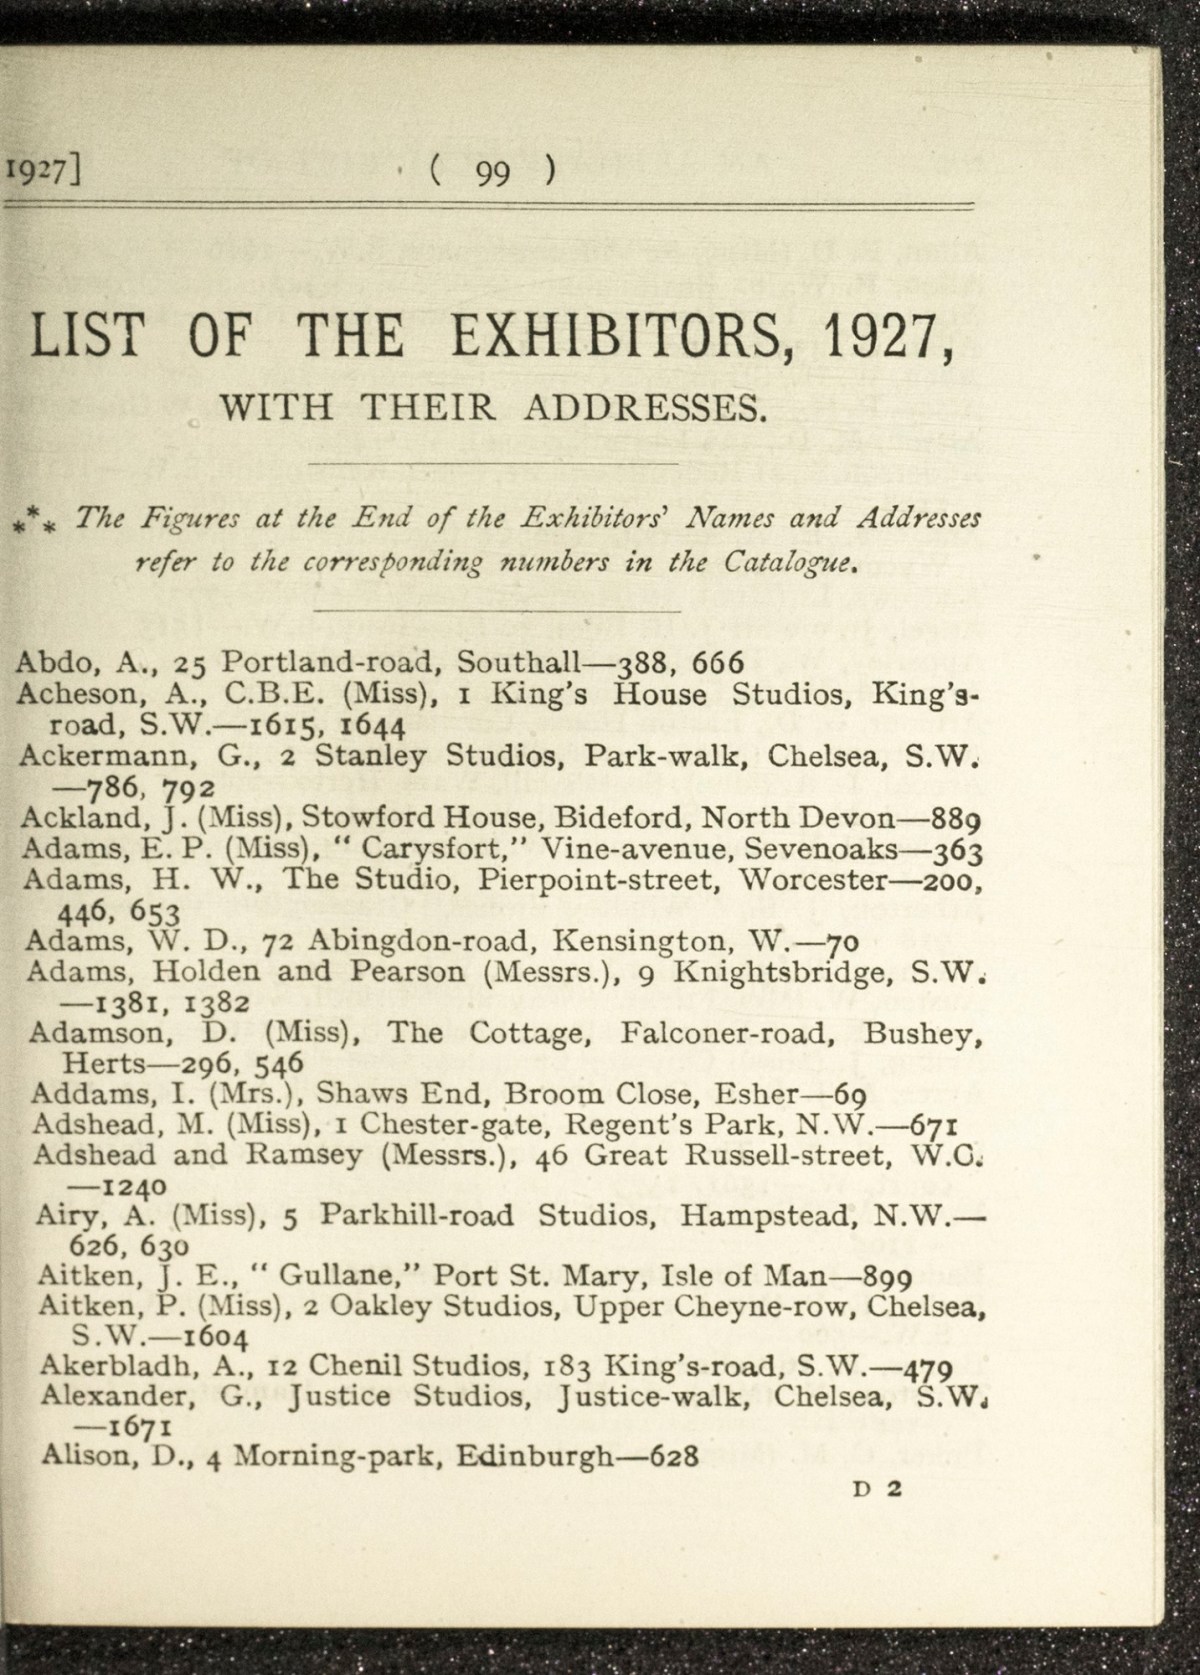 1927]
( 99 )
LIST OF THE EXHIBITORS, 1927,
WITH THEIR ADDRESSES.
⁂ The Figures at the End of the Exhibitors' Names and Addresses
refer to the corresponding numbers in the Catalogue.
Abdo, A., 25 Portland-road, Southall—388, 666
Acheson, A., C.B.E. (Miss), 1 King's House Studios, King's-
road, S.W.—1615, 1644
Ackermann, G., 2 Stanley Studios, Park-walk, Chelsea, S.W.
—786, 792
Ackland, J. (Miss), Stowford House, Bideford, North Devon—889
Adams, E. P. (Miss), “ Carysfort,” Vine-avenue, Sevenoaks—363
Adams, H. W., The Studio, Pierpoint-street, Worcester—200,
446, 653
Adams, W. D., 72 Abingdon-road, Kensington, W.—70
Adams, Holden and Pearson (Messrs.), 9 Knightsbridge, S.W.
—1381, 1382
Adamson, D. (Miss), The Cottage, Falconer-road, Bushey,
Herts—296, 546
Addams, I. (Mrs.), Shaws End, Broom Close, Esher—69
Adshead, M. (Miss), 1 Chester-gate, Regent's Park, N.W.—671
Adshead and Ramsey (Messrs.), 46 Great Russell-street, W.C.
—1240
Airy, A. (Miss), 5 Parkhill-road Studios, Hampstead, N.W.—
626, 630
Aitken, J. E., “ Gullane,” Port St. Mary, Isle of Man—899
Aitken, P. (Miss), 2 Oakley Studios, Upper Cheyne-row, Chelsea,
S.W.—1604
Akerbladh, A., 12 Chenil Studios, 183 King's-road, S.W.—479
Alexander, G., Justice Studios, Justice-walk, Chelsea, S.W.
—1671
Alison, D., 4 Morning-park, Edinburgh—628
D 2